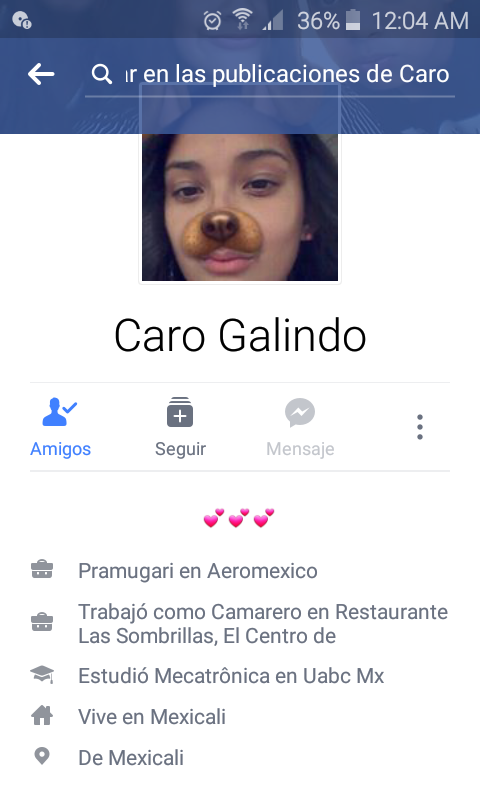 36% 12:04 AM
ar en las publicaciones de Caro
Caro Galindo
Amigos Seguir Mensaje
Pramugari en Aeromexico
Trabajó como Camarero en Restaurante
Las Sombrillas, El Centro de
Estudió Mecatrônica en Uabc Mx
Vive en Mexicali
De Mexicali